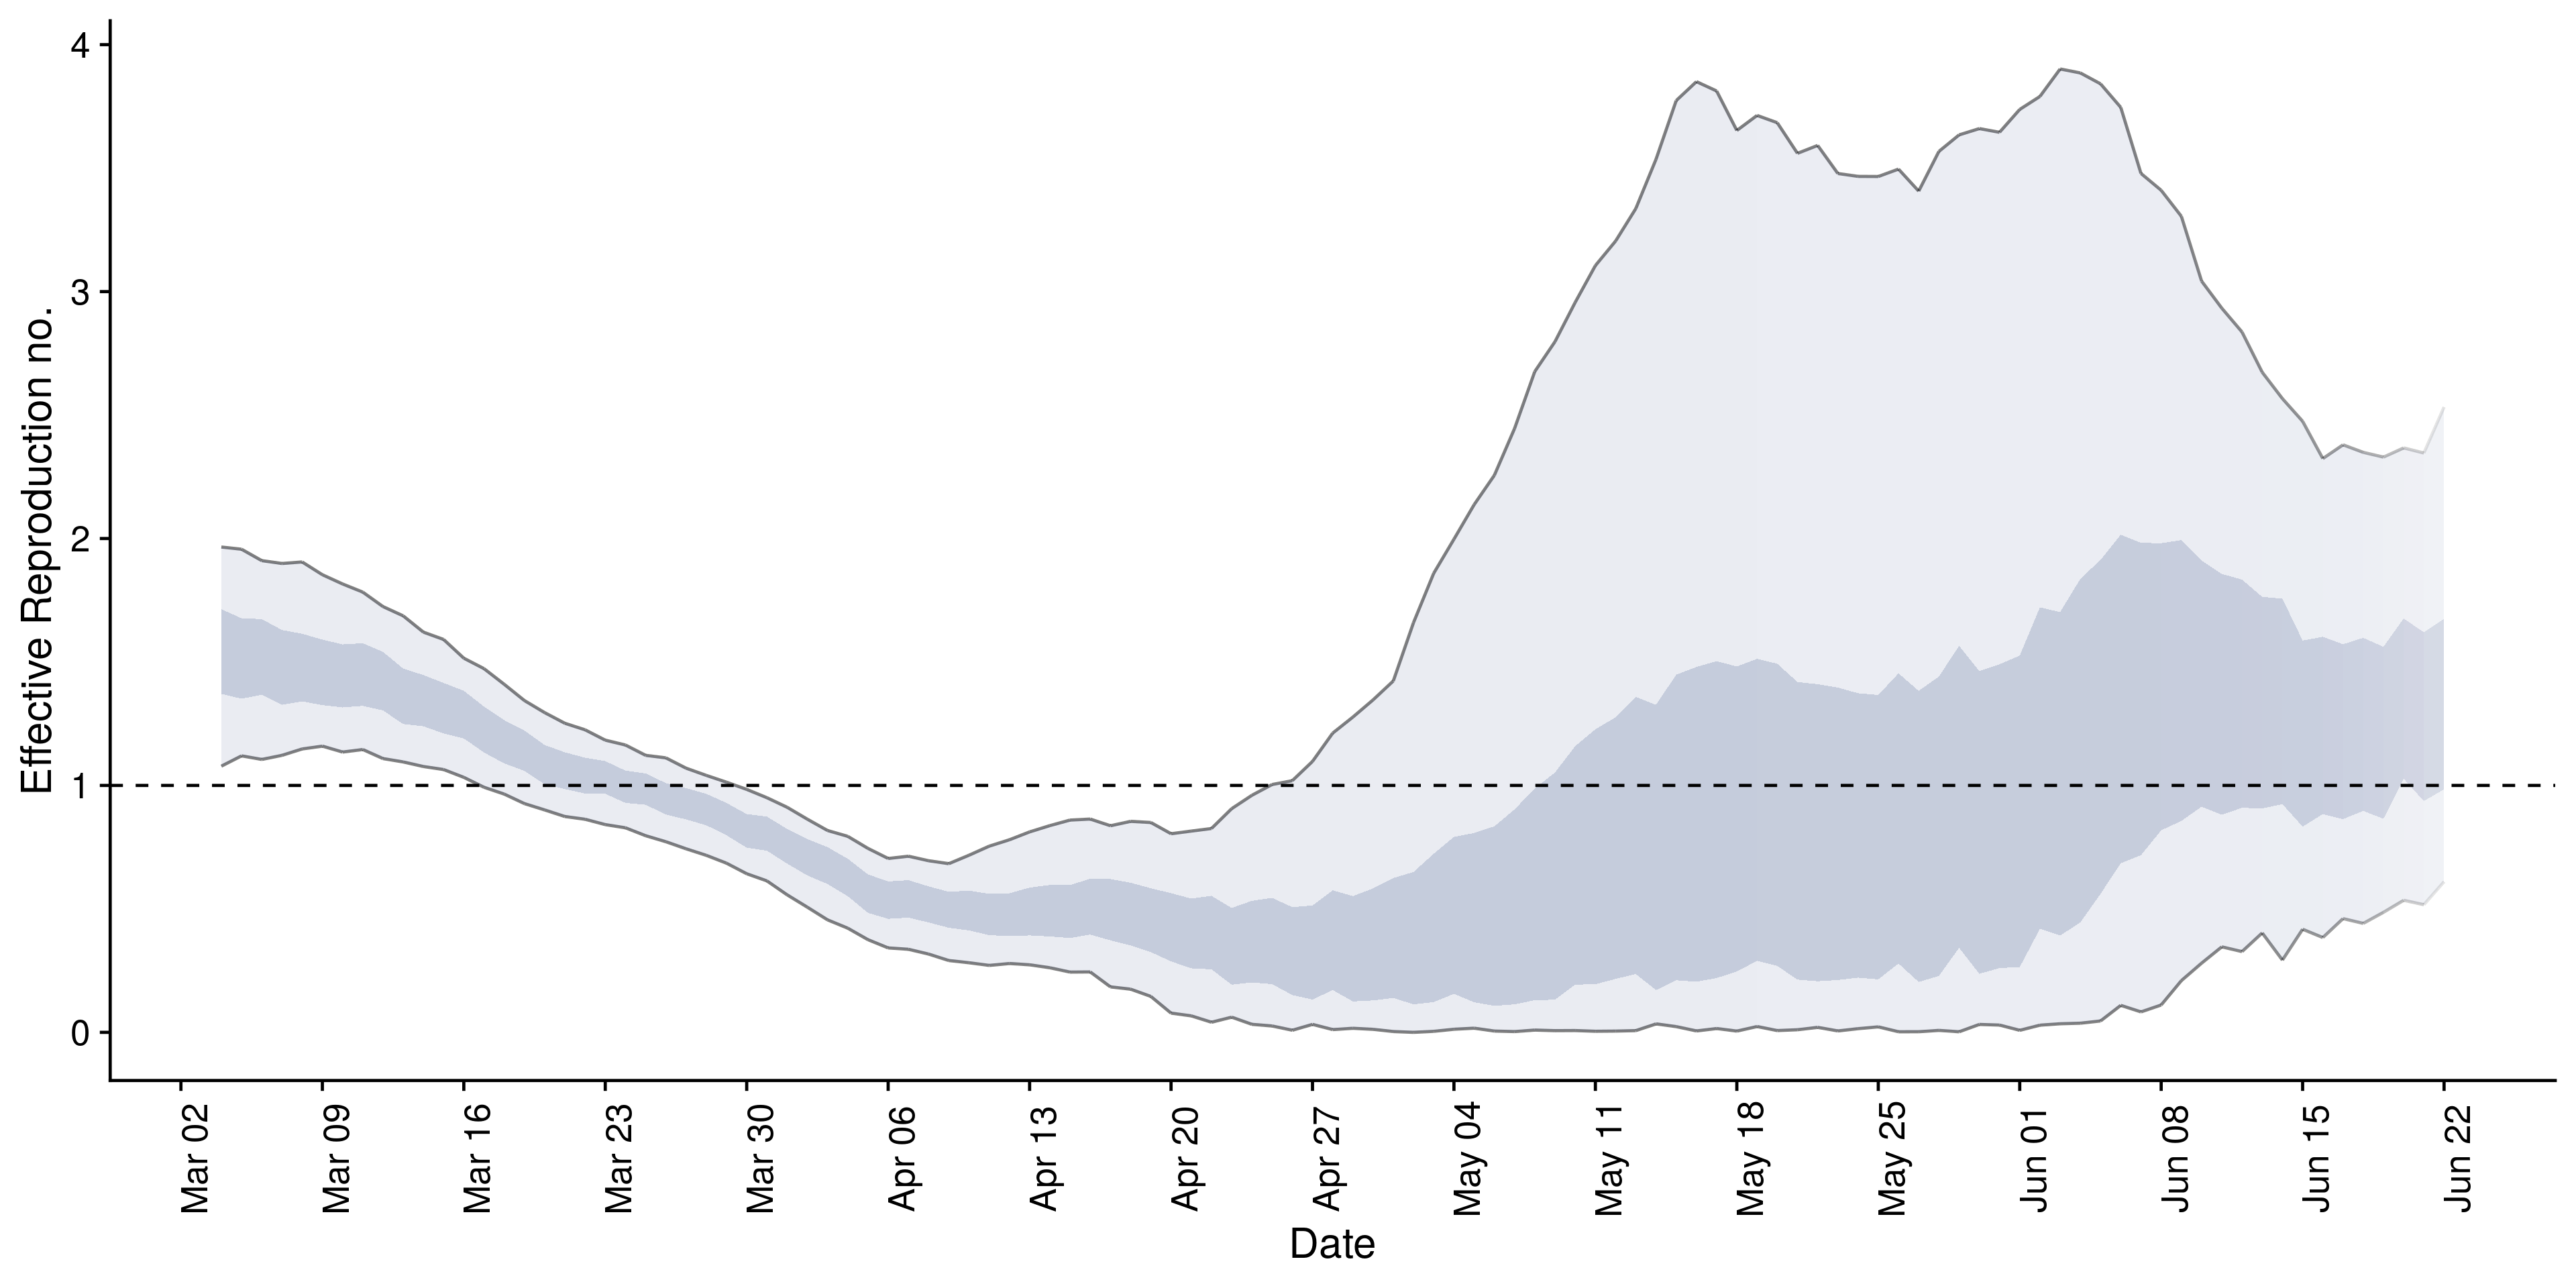 Effective Reproduction no.
4
3
2
1
0
Mar 02
Mar 09
Mar 16
Mar 23
Mar 30
Apr 06
Apr 13
Apr 20
Apr 27
May 04
May 11
May 18
May 25
Jun 01
Jun 08
Jun 15
Jun 22
Date